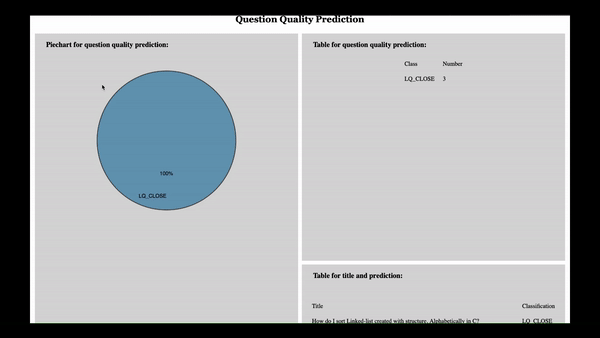 Question Quality Prediction
Piechart for question quality prediction:
100%
LQ_CLOSE
Table for question quality prediction:
Class Number
LQ_CLOSE 3
Table for title and prediction:
Title Classification
How do I sort Linked-list created with structure, Alphabetically in C? LQ_CLOSE